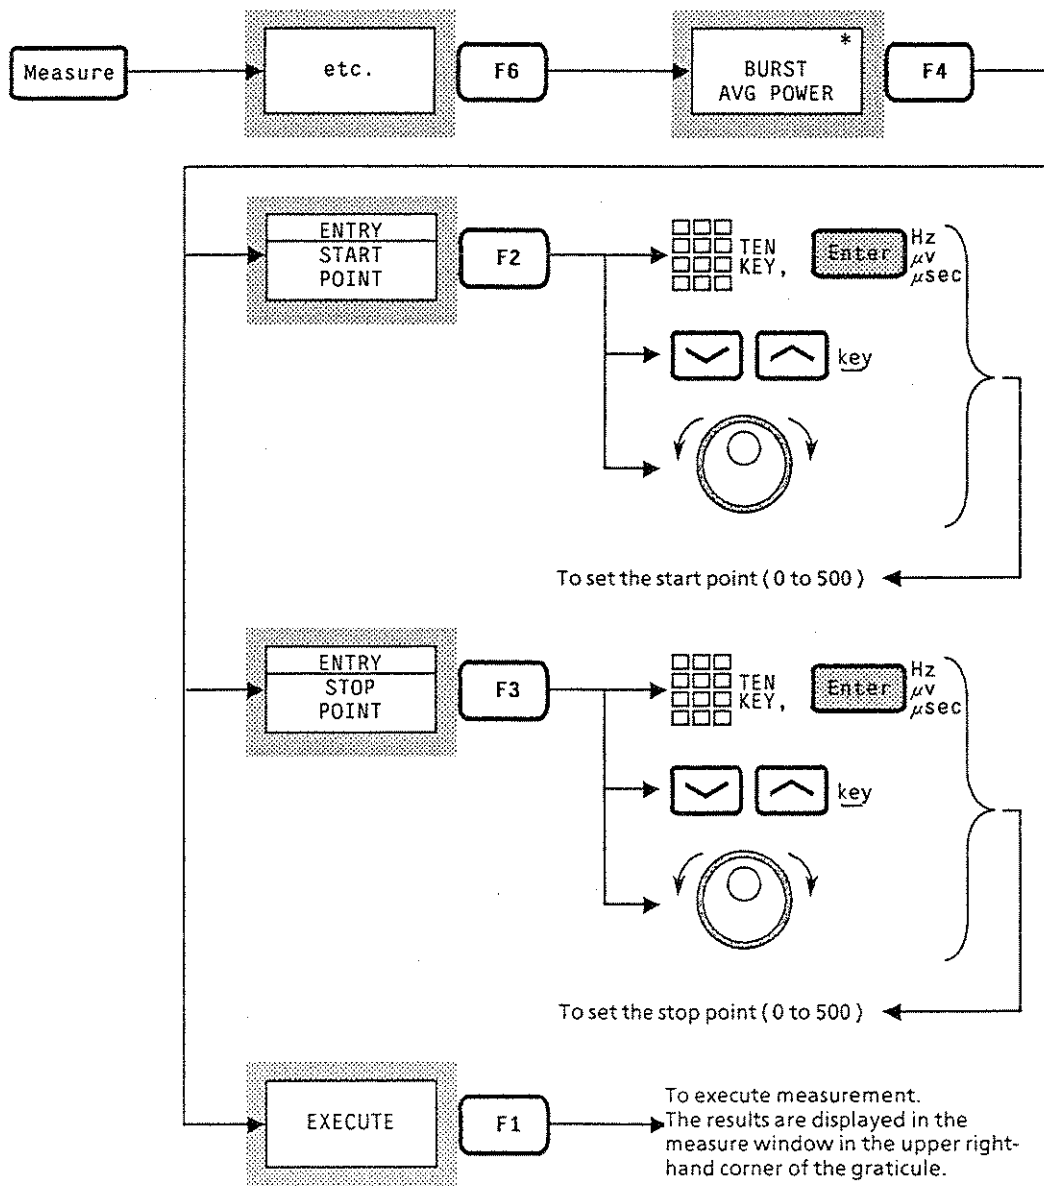 Measure
etc.
F6
*
BURST
AVG POWER
F4
ENTRY
START
POINT
F2
TEN
KEY,
Enter
Hz
μv
μsec
key
To set the start point (0 to 500)
ENTRY
STOP
POINT
F3
TEN
KEY,
Enter
Hz
μv
μsec
key
To set the stop point (0 to 500)
EXECUTE
F1
To execute measurement.
The results are displayed in the
measure window in the upper right-
hand corner of the graticule.